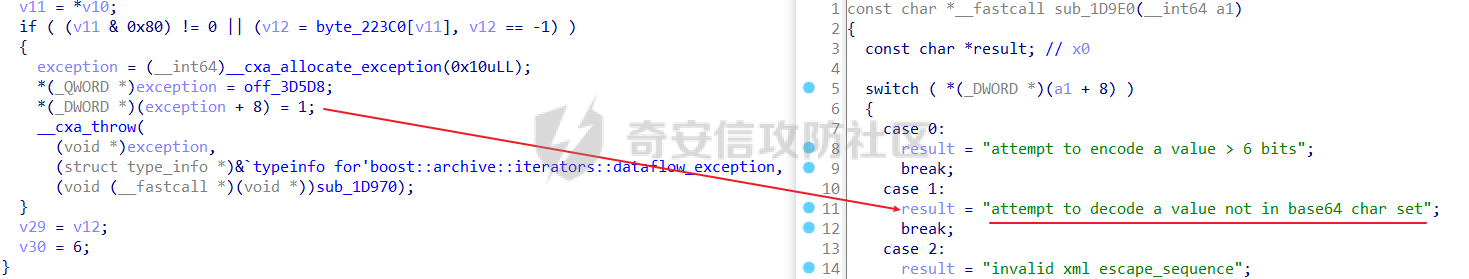 v11 = *v10;
if ( (v11 & 0x80) != 0 || (v12 = byte_223C0[v11], v12 == -1) )
{
exception = (__int64)__cxa_allocate_exception(0x10uLL);
*(_QWORD *)exception = off_3D5D8;
*(_DWORD *)(exception + 8) = 1;
__cxa_throw(
(void *)exception,
(struct type_info *)&`typeinfo for'boost::archive::iterators::dataflow_exception,
(void (__fastcall *)(void *))sub_1D970);
}
v29 = v12;
v30 = 6;
}
1 const char *__fastcall sub_1D9E0(__int64 a1)
2 {
3 const char *result; // x0
4
5 switch ( *(_DWORD *)(a1 + 8) )
6 {
7 case 0:
8 result = "attempt to encode a value > 6 bits";
9 break;
10 case 1:
11 result = "attempt to decode a value not in base64 char set";
12 break;
13 case 2:
14 result = "invalid xml escape_sequence";
奇安信攻防社区